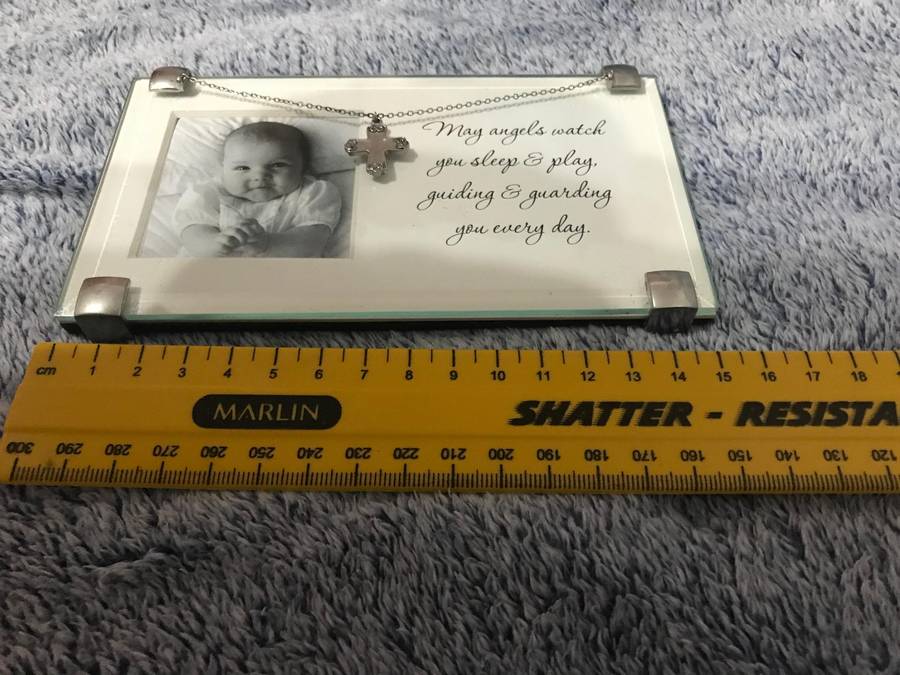 May angels watch
you sleep & play,
guiding & guarding
you every day.
cm 1 2 3 4 5 6 7 8 9 10 11 12 13 14 15 16 17 18
MARLIN SHATTER - RESISTA
300 290 280 270 260 250 240 230 220 210 200 190 180 170 160 150 140 130 120